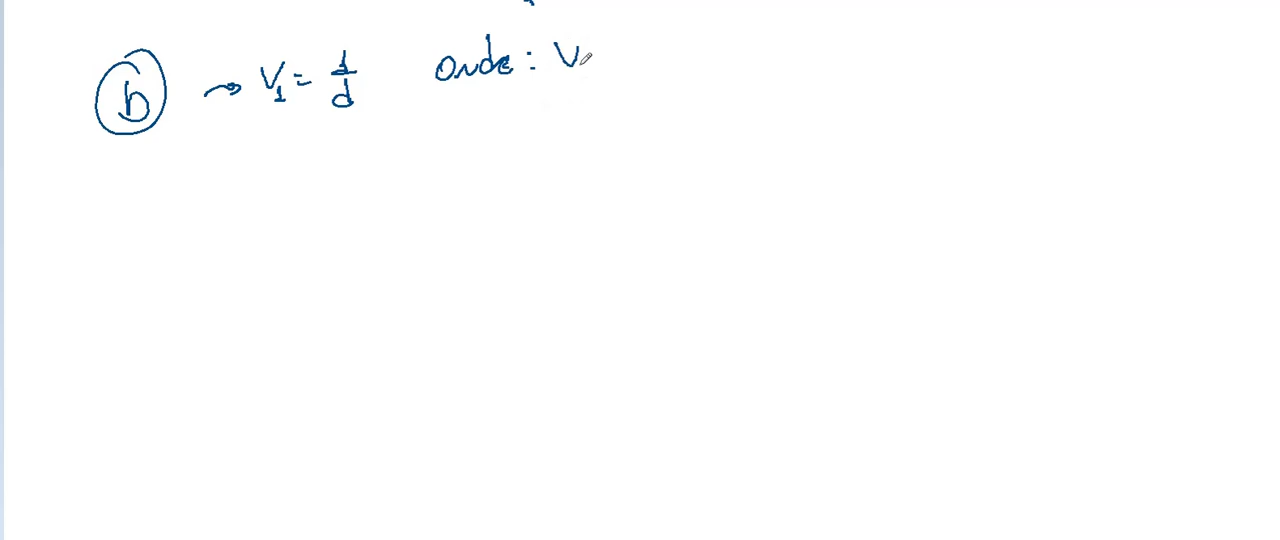 b → V₁ = 1/d onde : V